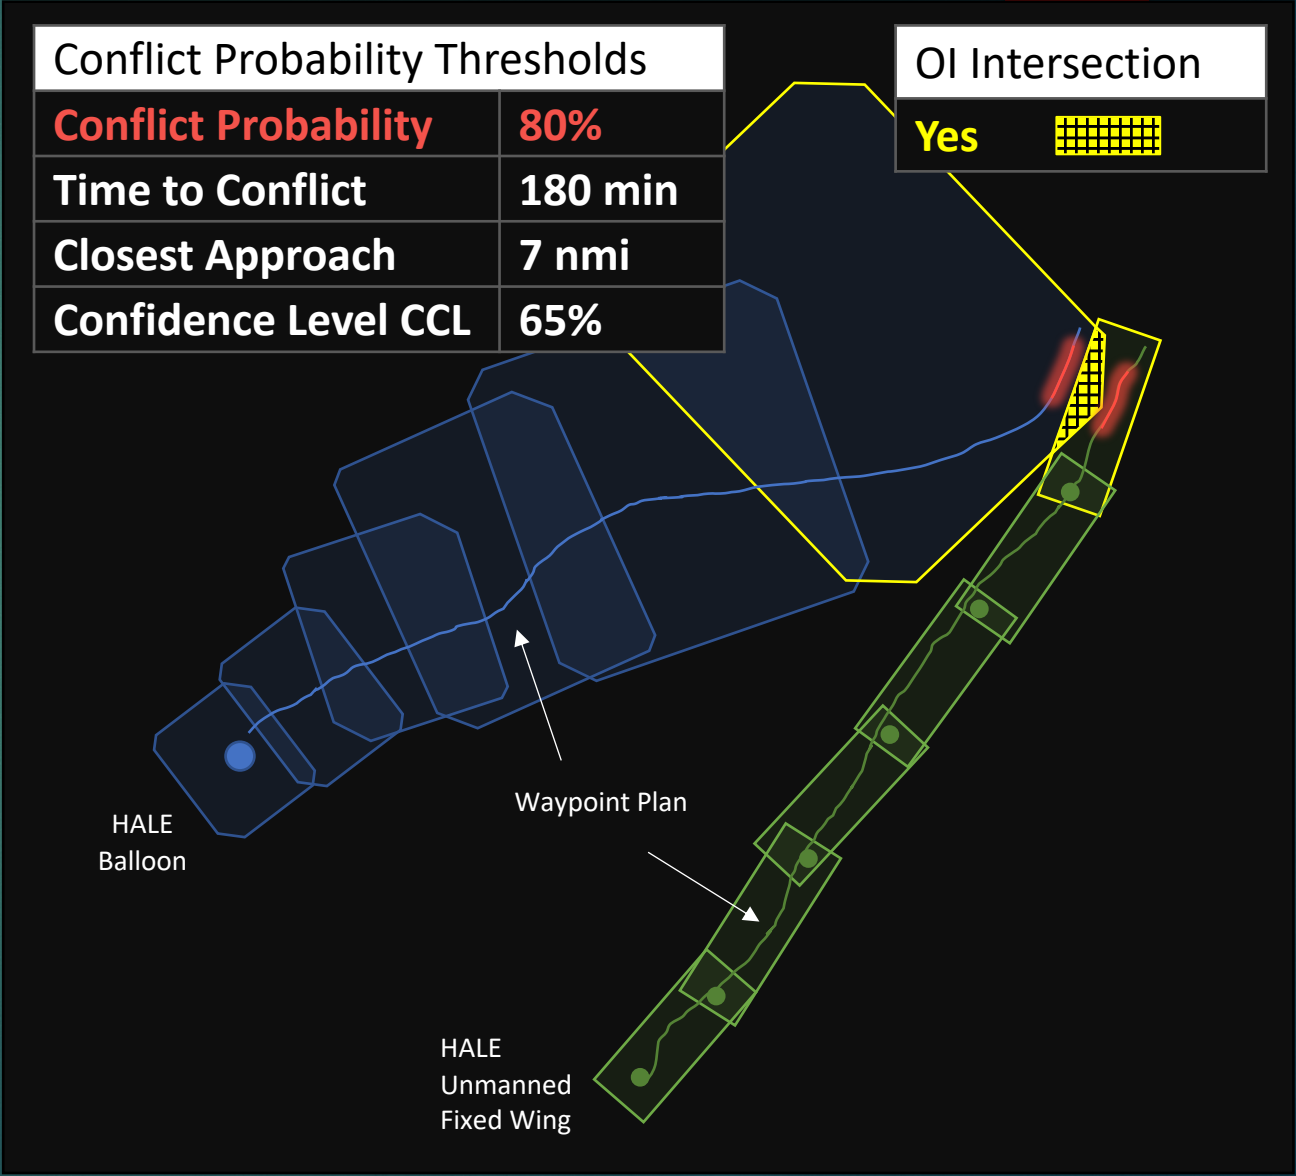 Conflict Probability Thresholds
Conflict Probability 80%
Time to Conflict 180 min
Closest Approach 7 nmi
Confidence Level CCL 65%
OI Intersection
Yes
Waypoint Plan
HALE
Balloon
HALE
Unmanned
Fixed Wing